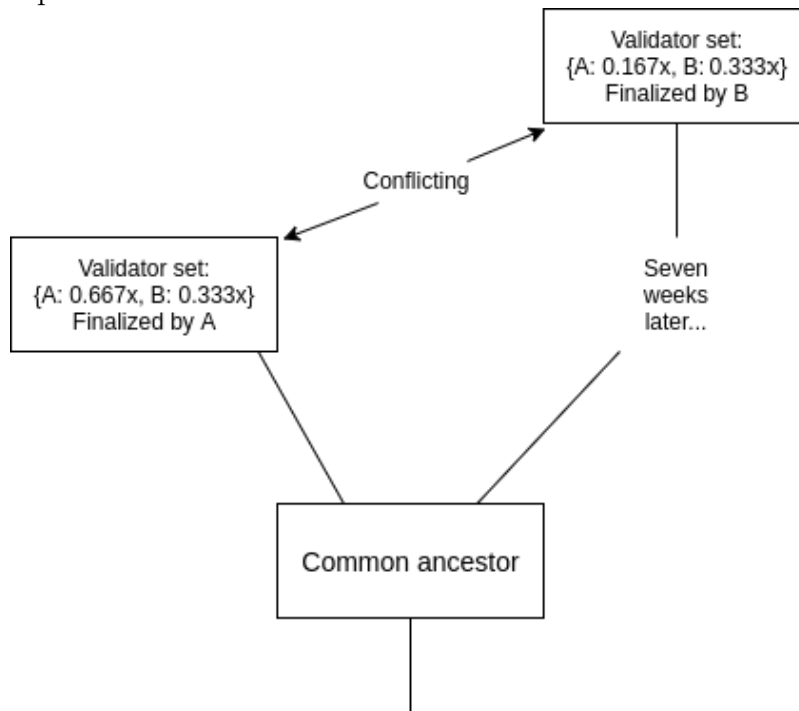 Validator set:
{A: 0.167x, B: 0.333x}
Finalized by B
Conflicting
Validator set:
{A: 0.667x, B: 0.333x}
Finalized by A
Seven
weeks
later...
Common ancestor